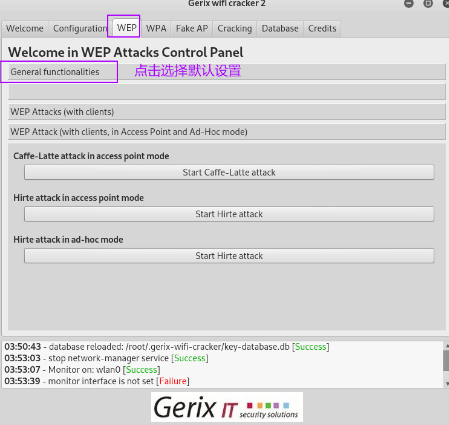 Gerix wifi cracker 2
Welcome Configuration WEP WPA Fake AP Cracking Database Credits
Welcome in WEP Attacks Control Panel
General functionalities 点击选择默认设置
WEP Attacks (with clients)
WEP Attack (with clients, in Access Point and Ad-Hoc mode)
Caffe-Latte attack in access point mode
Start Caffe-Latte attack
Hirte attack in access point mode
Start Hirte attack
Hirte attack in ad-hoc mode
Start Hirte attack
03:50:43 - database reloaded: /root/.gerix-wifi-cracker/key-database.db [Success]
03:53:03 - stop network-manager service [Success]
03:53:07 - Monitor on: wlan0 [Success]
03:53:39 - monitor interface is not set [Failure]
Gerix IT
security solutions